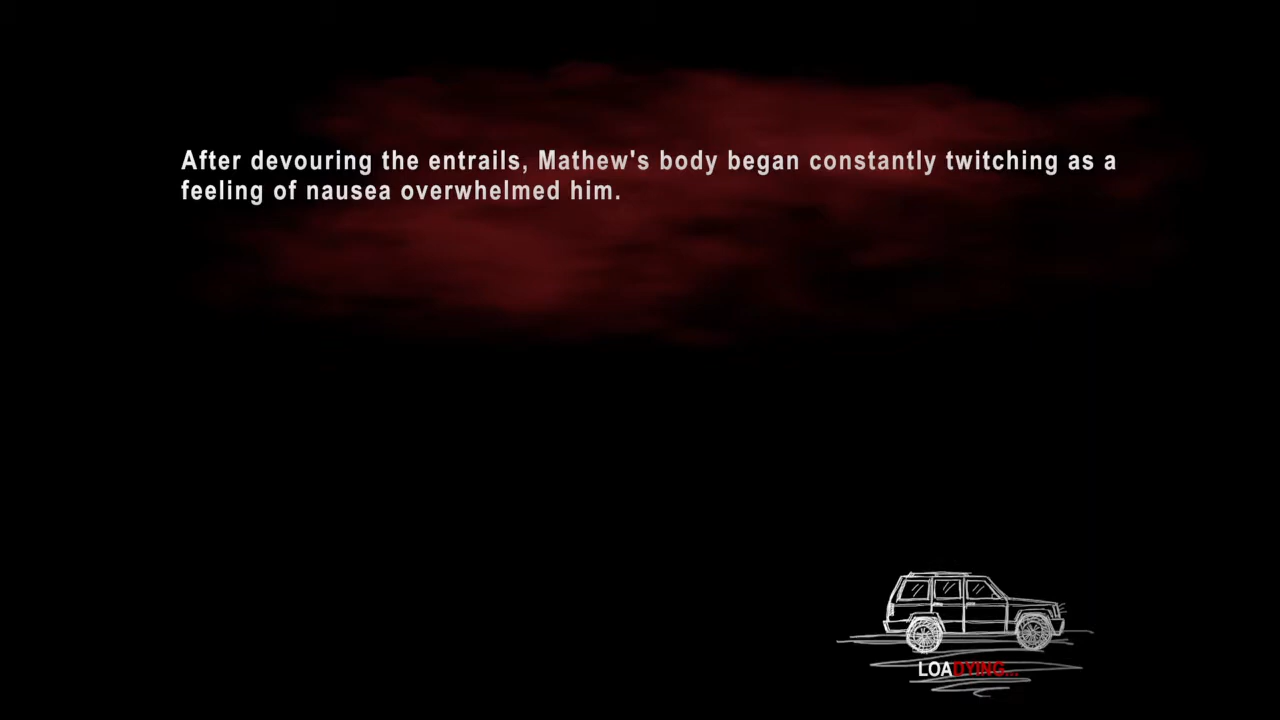 After devouring the entrails, Mathew's body began constantly twitching as a
feeling of nausea overwhelmed him.
LOADYING...